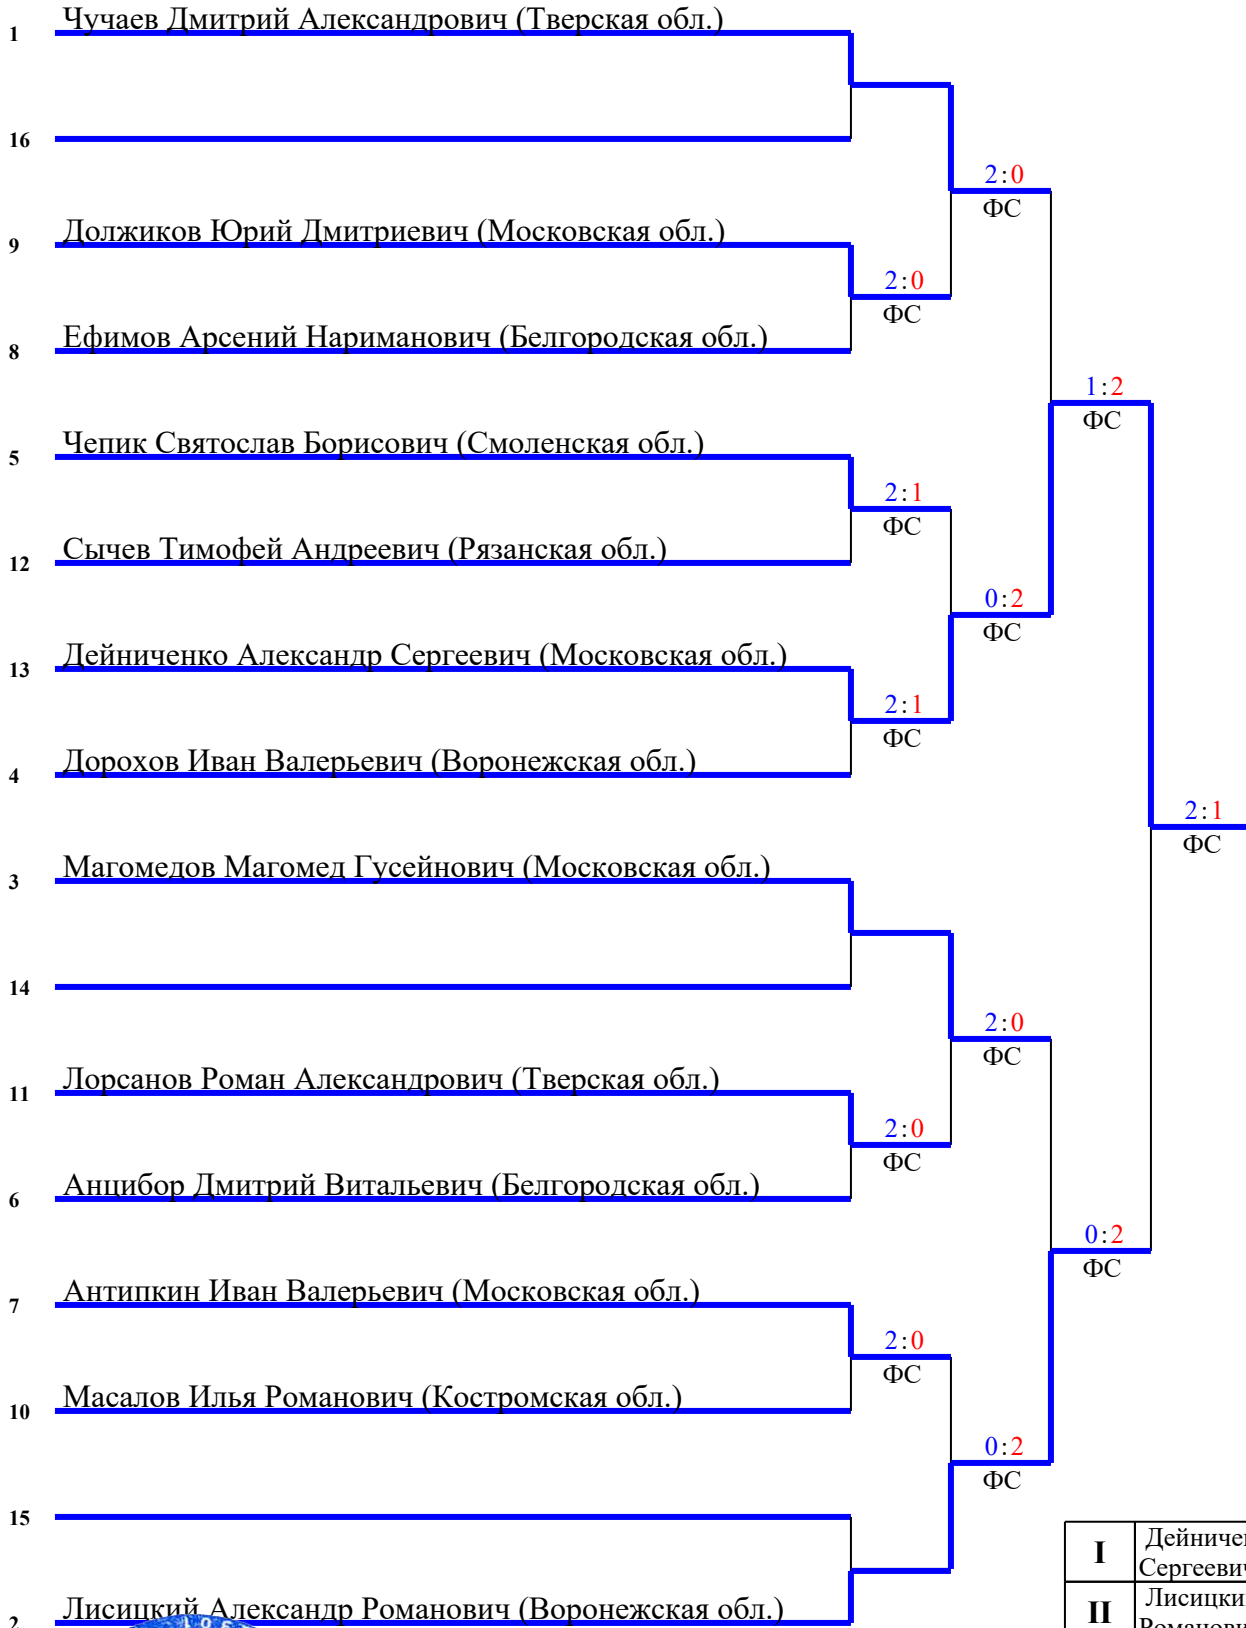 1 Чучаев Дмитрий Александрович (Тверская обл.)
16
2:0
ФС
9 Должиков Юрий Дмитриевич (Московская обл.)
2:0
ФС
8 Ефимов Арсений Нариманович (Белгородская обл.)
1:2
ФС
5 Чепик Святослав Борисович (Смоленская обл.)
2:1
ФС
12 Сычев Тимофей Андреевич (Рязанская обл.)
0:2
ФС
13 Дейниченко Александр Сергеевич (Московская обл.)
2:1
ФС
4 Дорохов Иван Валерьевич (Воронежская обл.)
2:1
ФС
3 Магомедов Магомед Гусейнович (Московская обл.)
14
2:0
ФС
11 Лорсанов Роман Александрович (Тверская обл.)
2:0
ФС
6 Анцибор Дмитрий Витальевич (Белгородская обл.)
0:2
ФС
7 Антипкин Иван Валерьевич (Московская обл.)
2:0
ФС
10 Масалов Илья Романович (Костромская обл.)
0:2
ФС
15
I
2 Лисицкий Александр Романович (Воронежская обл.)
II